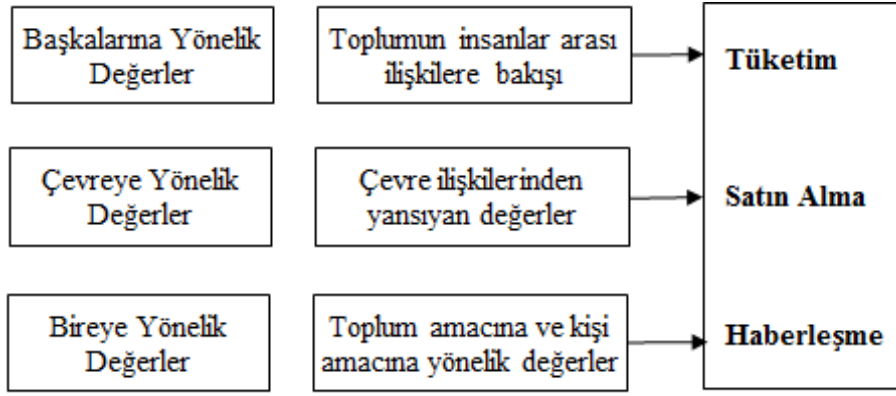 Başkalarına Yönelik
Değerler
Toplumun insanlar arası
ilişkilere bakışı
Tüketim
Çevreye Yönelik
Değerler
Çevre ilişkilerinden
yansıyan değerler
Satın Alma
Bireye Yönelik
Değerler
Toplum amacına ve kişi
amacına yönelik değerler
Haberleşme